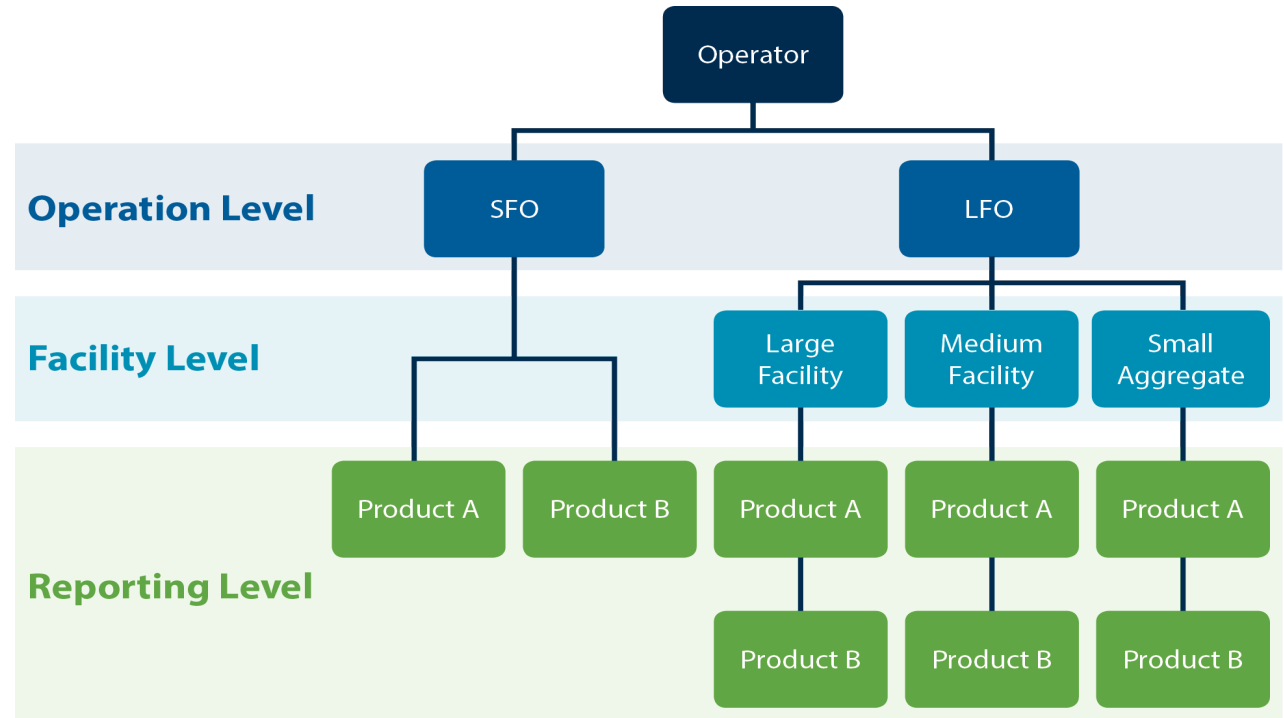 Operator
Operation Level
SFO
LFO
Facility Level
Large
Facility
Medium
Facility
Small
Aggregate
Reporting Level
Product A
Product B
Product A
Product A
Product A
Product B
Product B
Product B